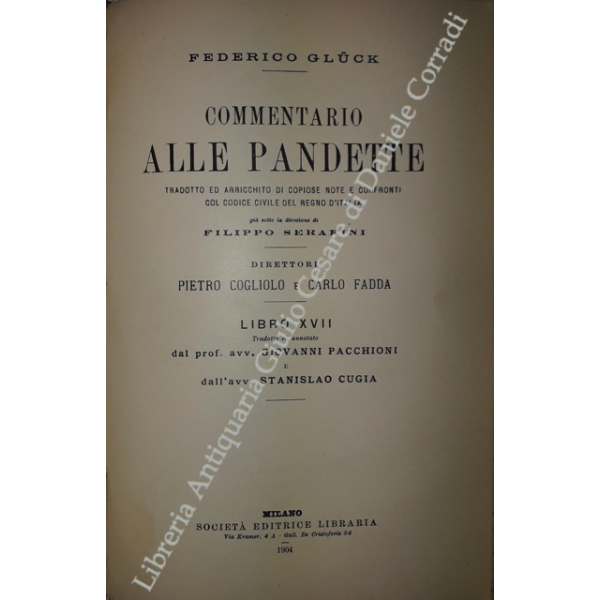 FEDERICO GLÜCK
COMMENTARIO
ALLE PANDETTE
TRADOTTO ED ARRICCHITO DI COPIOSE NOTE E CONFRONTI
COL CODICE CIVILE DEL REGNO D'ITALIA
già sotto la direzione di
FILIPPO SERAFINI
DIRETTORI
PIETRO COGLIOLO E CARLO FADDA
LIBRO XVII
Tradotto ed annotato
dal prof. avv. GIOVANNI PACCHIONI
E
dall'avv. STANISLAO CUGIA
MILANO
SOCIETÀ EDITRICE LIBRARIA
Via Kramer, 4 A - Gall. De Cristoforis 54
1904
Libreria Antiquaria Giulio Cesare di Daniele Corradi